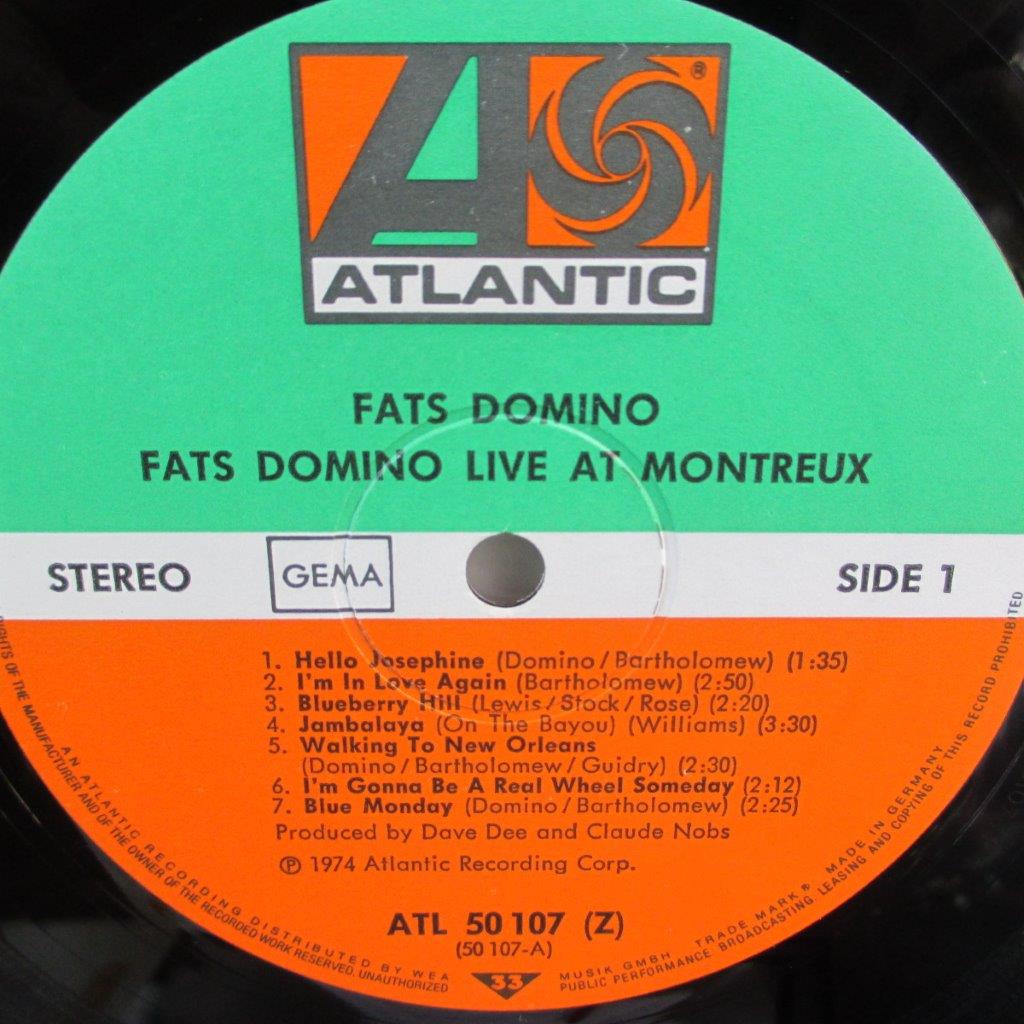 ATLANTIC
®
FATS DOMINO
FATS DOMINO LIVE AT MONTREUX
STEREO
GEMA
SIDE 1
1. Hello Josephine (Domino/Bartholomew) (1:35)
2. I'm In Love Again (Bartholomew) (2:50)
3. Blueberry Hill (Lewis/Stock/Rose) (2:20)
4. Jambalaya (On The Bayou) (Williams) (3:30)
5. Walking To New Orleans
(Domino/Bartholomew/Guidry) (2:30)
6. I'm Gonna Be A Real Wheel Someday (2:12)
7. Blue Monday (Domino/Bartholomew) (2:25)
Produced by Dave Dee and Claude Nobs
℗ 1974 Atlantic Recording Corp.
ATL 50 107 (Z)
(50 107-A)
33
AN ATLANTIC RECORDING DISTRIBUTED BY WEA MUSIK GMBH TRADE MARK® MADE IN GERMANY
RIGHTS OF THE MANUFACTURER AND OF THE OWNER OF THE RECORDED WORK RESERVED. UNAUTHORIZED PUBLIC PERFORMANCE BROADCASTING, LEASING AND COPYING OF THIS RECORD PROHIBITED